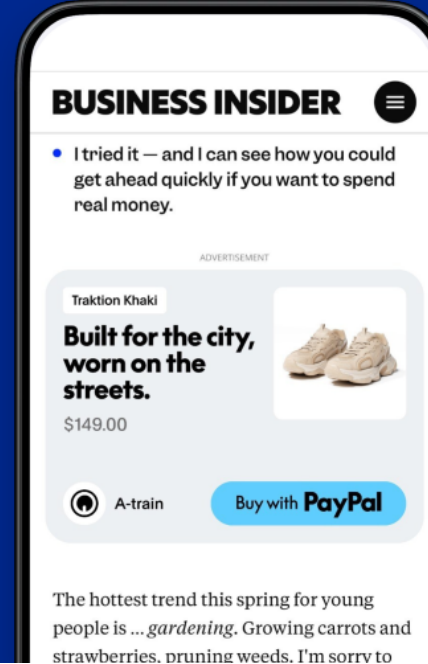 BUSINESS INSIDER
I tried it — and I can see how you could
get ahead quickly if you want to spend
real money.
ADVERTISEMENT
Traktion Khaki
Built for the city,
worn on the
streets.
$149.00
A-train
Buy with PayPal
The hottest trend this spring for young
people is ... gardening. Growing carrots and
strawberries, pruning weeds. I'm sorry to